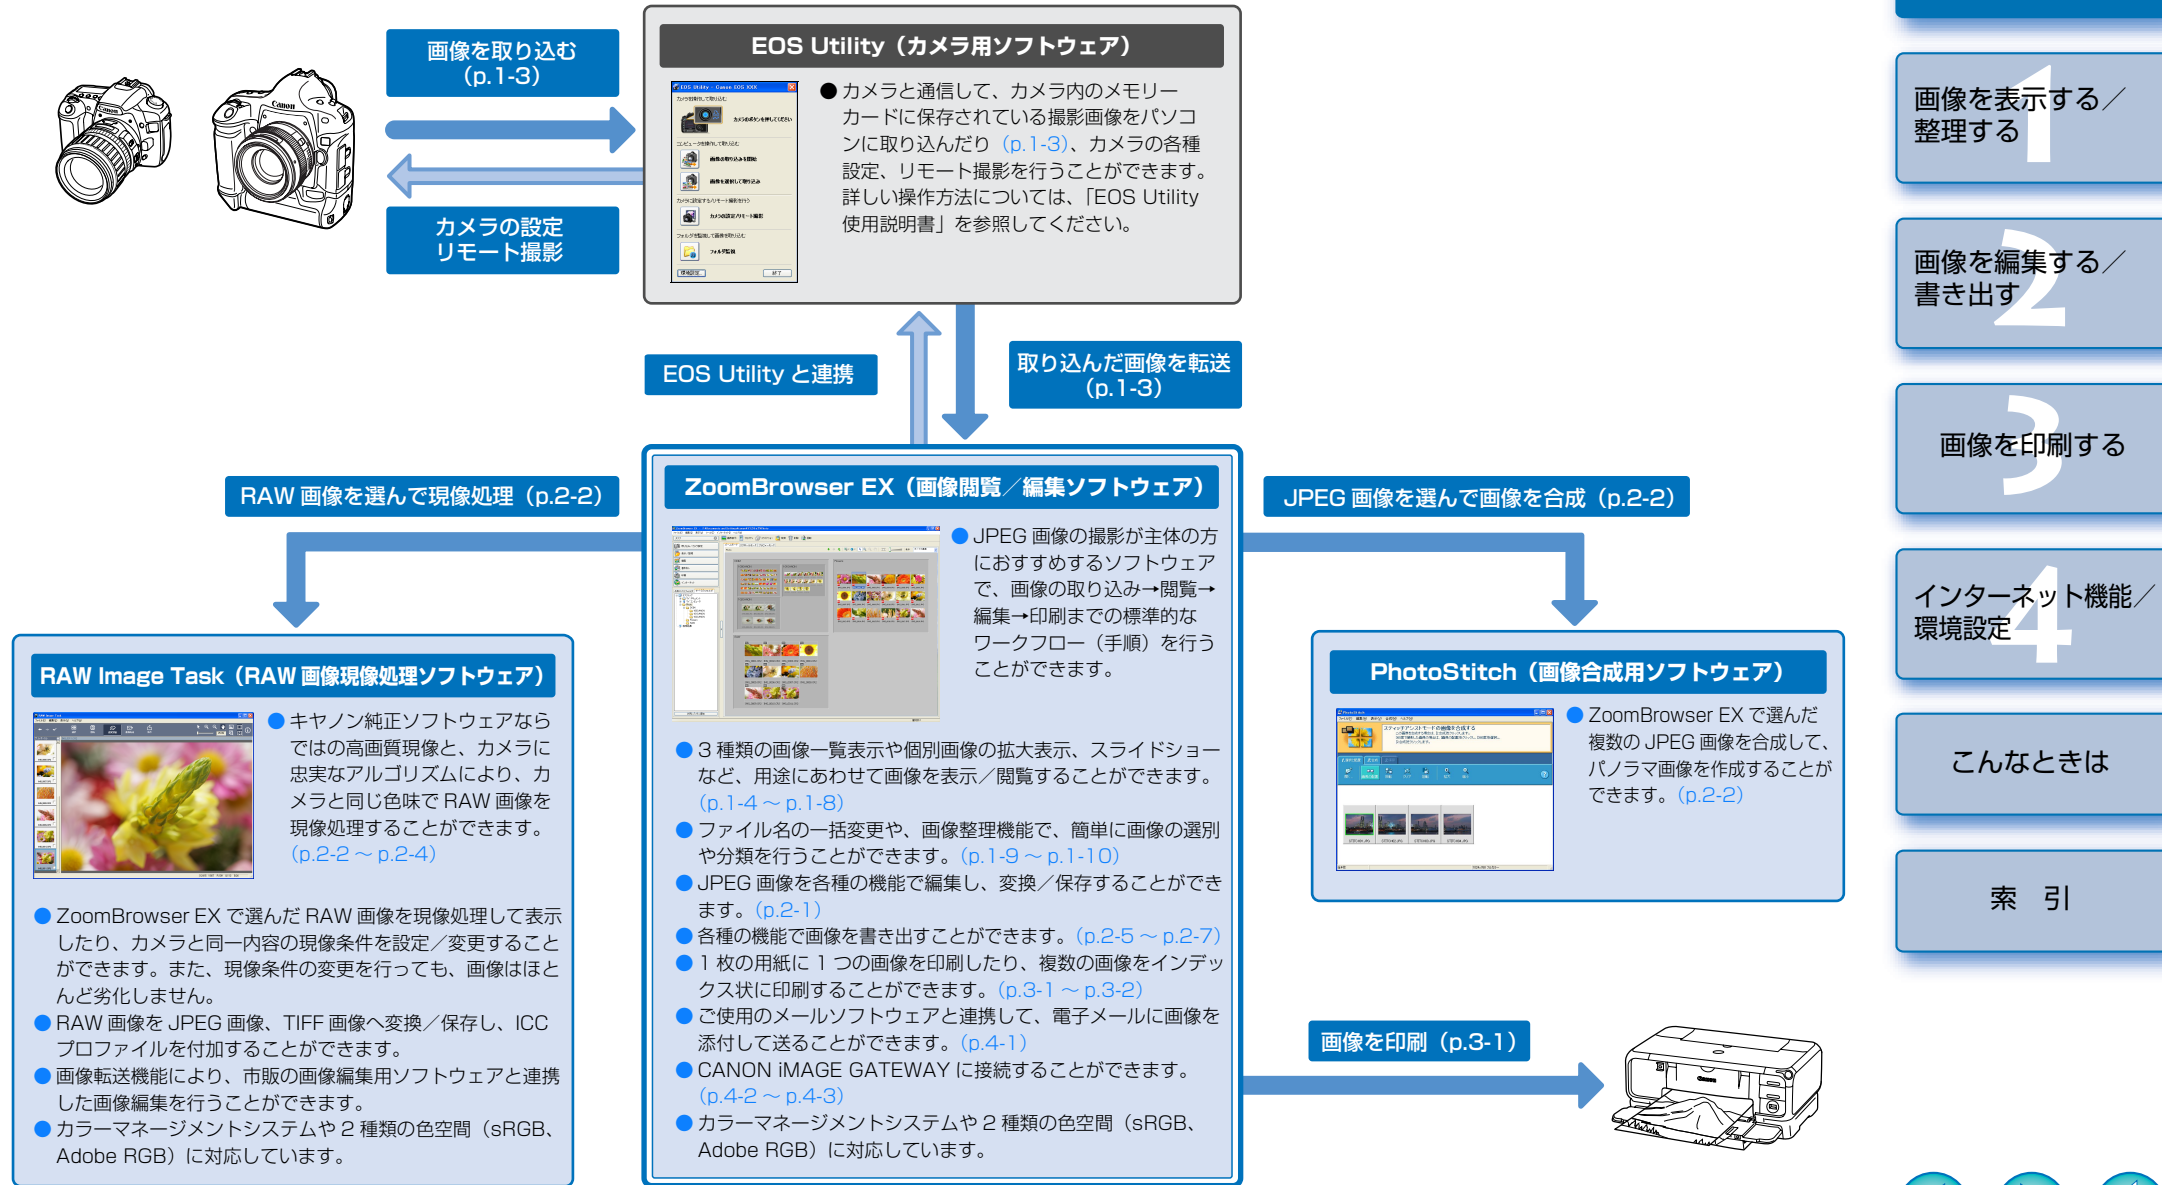 画像を取り込む
（p.1-3）
カメラの設定
リモート撮影
EOS Utility（カメラ用ソフトウェア）
● カメラと通信して、カメラ内のメモリー
カードに保存されている撮影画像をパソコ
ンに取り込んだり（p.1-3）、カメラの各種
設定、リモート撮影を行うことができます。
詳しい操作方法については、「EOS Utility
使用説明書」を参照してください。
EOS Utility と連携
取り込んだ画像を転送
（p.1-3）
RAW 画像を選んで現像処理（p.2-2）
JPEG 画像を選んで画像を合成（p.2-2）
RAW Image Task（RAW 画像現像処理ソフトウェア）
● キヤノン純正ソフトウェアなら
ではの高画質現像と、カメラに
忠実なアルゴリズムにより、カ
メラと同じ色味で RAW 画像を
現像処理することができます。
（p.2-2 ～ p.2-4）
● ZoomBrowser EX で選んだ RAW 画像を現像処理して表示
したり、カメラと同一内容の現像条件を設定／変更すること
ができます。また、現像条件の変更を行っても、画像はほと
んど劣化しません。
● RAW 画像を JPEG 画像、TIFF 画像へ変換／保存し、ICC
プロファイルを付加することができます。
● 画像転送機能により、市販の画像編集用ソフトウェアと連携
した画像編集を行うことができます。
● カラーマネージメントシステムや 2 種類の色空間（sRGB、
Adobe RGB）に対応しています。
ZoomBrowser EX（画像閲覧／編集ソフトウェア）
● JPEG 画像の撮影が主体の方
におすすめするソフトウェア
で、画像の取り込み→閲覧→
編集→印刷までの標準的な
ワークフロー（手順）を行う
ことができます。
● 3 種類の画像一覧表示や個別画像の拡大表示、スライドショー
など、用途にあわせて画像を表示／閲覧することができます。
（p.1-4 ～ p.1-8）
● ファイル名の一括変更や、画像整理機能で、簡単に画像の選別
や分類を行うことができます。（p.1-9 ～ p.1-10）
● JPEG 画像を各種の機能で編集し、変換／保存することができ
ます。（p.2-1）
● 各種の機能で画像を書き出すことができます。（p.2-5 ～ p.2-7）
● 1 枚の用紙に 1 つの画像を印刷したり、複数の画像をインデッ
クス状に印刷することができます。（p.3-1 ～ p.3-2）
● ご使用のメールソフトウェアと連携して、電子メールに画像を
添付して送ることができます。（p.4-1）
● CANON iMAGE GATEWAY に接続することができます。
（p.4-2 ～ p.4-3）
● カラーマネージメントシステムや 2 種類の色空間（sRGB、
Adobe RGB）に対応しています。
PhotoStitch（画像合成用ソフトウェア）
● ZoomBrowser EX で選んだ
複数の JPEG 画像を合成して、
パノラマ画像を作成することが
できます。（p.2-2）
画像を印刷（p.3-1）
1
画像を表示する／
整理する
2
画像を編集する／
書き出す
3
画像を印刷する
4
インターネット機能／
環境設定
こんなときは
索　引